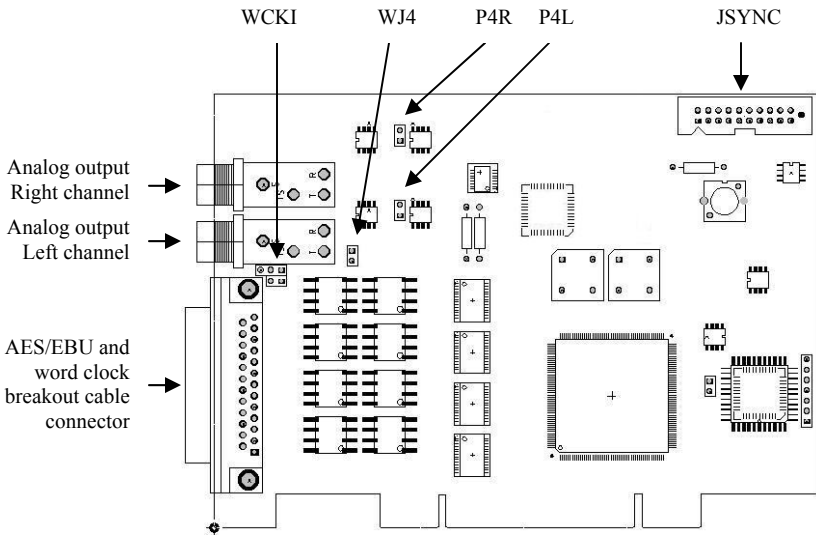 WCKI WJ4 P4R P4L JSYNC
Analog output
Right channel
Analog output
Left channel
AES/EBU and
word clock
breakout cable
connector
R
S
T
R
T